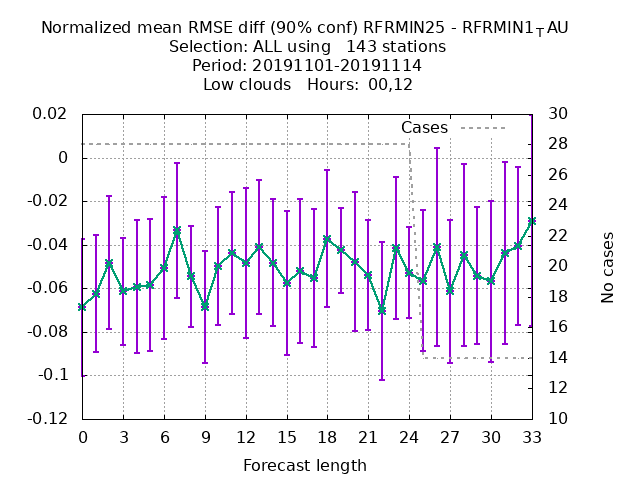 Normalized mean RMSE diff (90% conf) RFRMIN25 - RFRMIN1TAU
Selection: ALL using   143 stations
Period: 20191101-20191114
Low clouds   Hours: 00,12
Cases
0.02
0
-0.02
-0.04
-0.06
-0.08
-0.1
-0.12
30
28
26
24
22
20
18
16
14
12
10
No cases
0 3 6 9 12 15 18 21 24 27 30 33
Forecast length